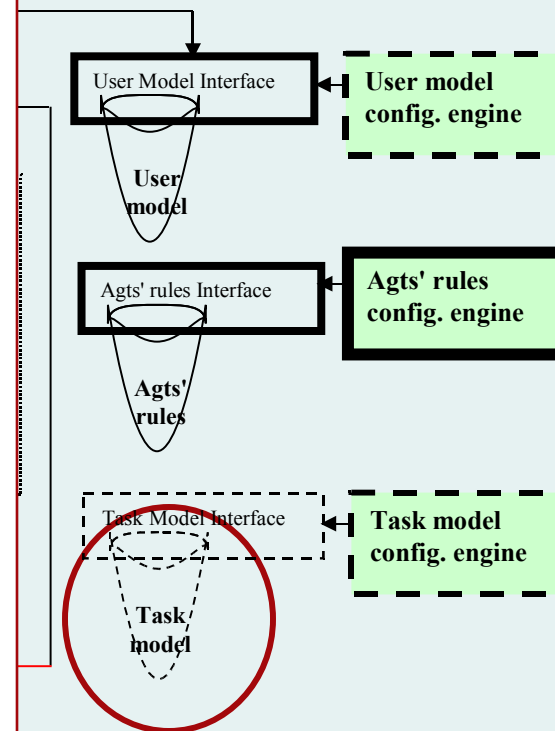 User Model Interface
User model
config. engine
User
model
Agts' rules Interface
Agts' rules
config. engine
Agts'
rules
Task Model Interface
Task model
config. engine
Task
model